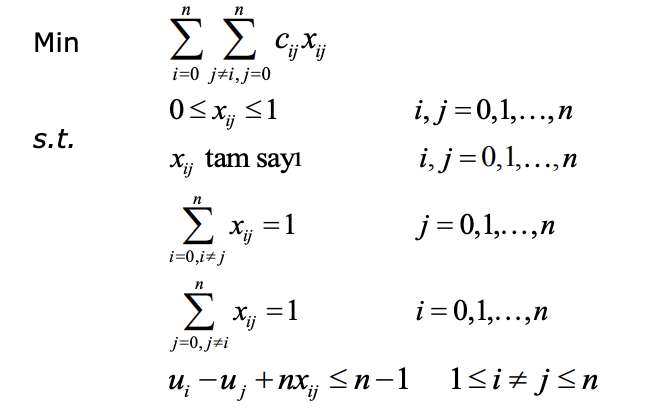 Min ∑_{i=0}^{n} ∑_{j≠i,j=0}^{n} c_{ij}x_{ij}
s.t. 0 ≤ x_{ij} ≤ 1 i, j = 0,1,…,n
x_{ij} tam sayı i, j = 0,1,…,n
∑_{i=0,i≠j}^{n} x_{ij} = 1 j = 0,1,…,n
∑_{j=0,j≠i}^{n} x_{ij} = 1 i = 0,1,…,n
u_i − u_j + nx_{ij} ≤ n − 1 1 ≤ i ≠ j ≤ n